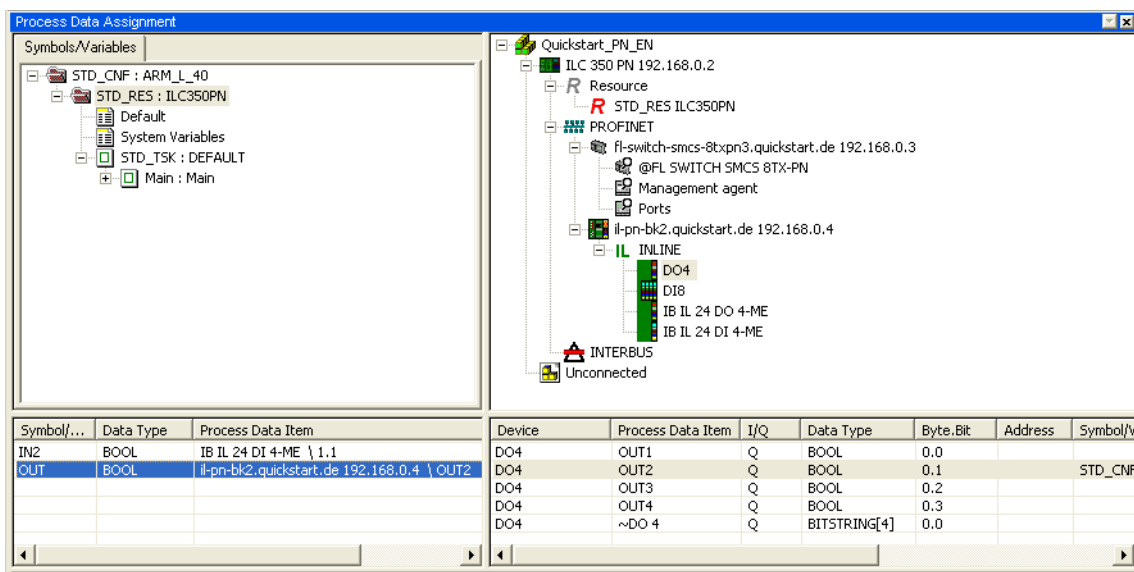 Process Data Assignment
Symbols/Variables
STD_CNF : ARM_L_40
STD_RES : ILC350PN
Default
System Variables
STD_TSK : DEFAULT
Main : Main
Quickstart_PN_EN
ILC 350 PN 192.168.0.2
R Resource
R STD_RES ILC350PN
PROFINET
fl-switch-smcs-8txpn3.quickstart.de 192.168.0.3
@FL SWITCH SMCS 8TX-PN
Management agent
Ports
il-pn-bk2.quickstart.de 192.168.0.4
IL INLINE
DO4
DI8
IB IL 24 DO 4-ME
IB IL 24 DI 4-ME
INTERBUS
Unconnected
Symbol/... Data Type Process Data Item
IN2 BOOL IB IL 24 DI 4-ME \ 1.1
OUT BOOL il-pn-bk2.quickstart.de 192.168.0.4 \ OUT2
Device Process Data Item I/Q Data Type Byte.Bit Address Symbol/V
DO4 OUT1 Q BOOL 0.0
DO4 OUT2 Q BOOL 0.1 STD_CNF
DO4 OUT3 Q BOOL 0.2
DO4 OUT4 Q BOOL 0.3
DO4 ~DO 4 Q BITSTRING[4] 0.0